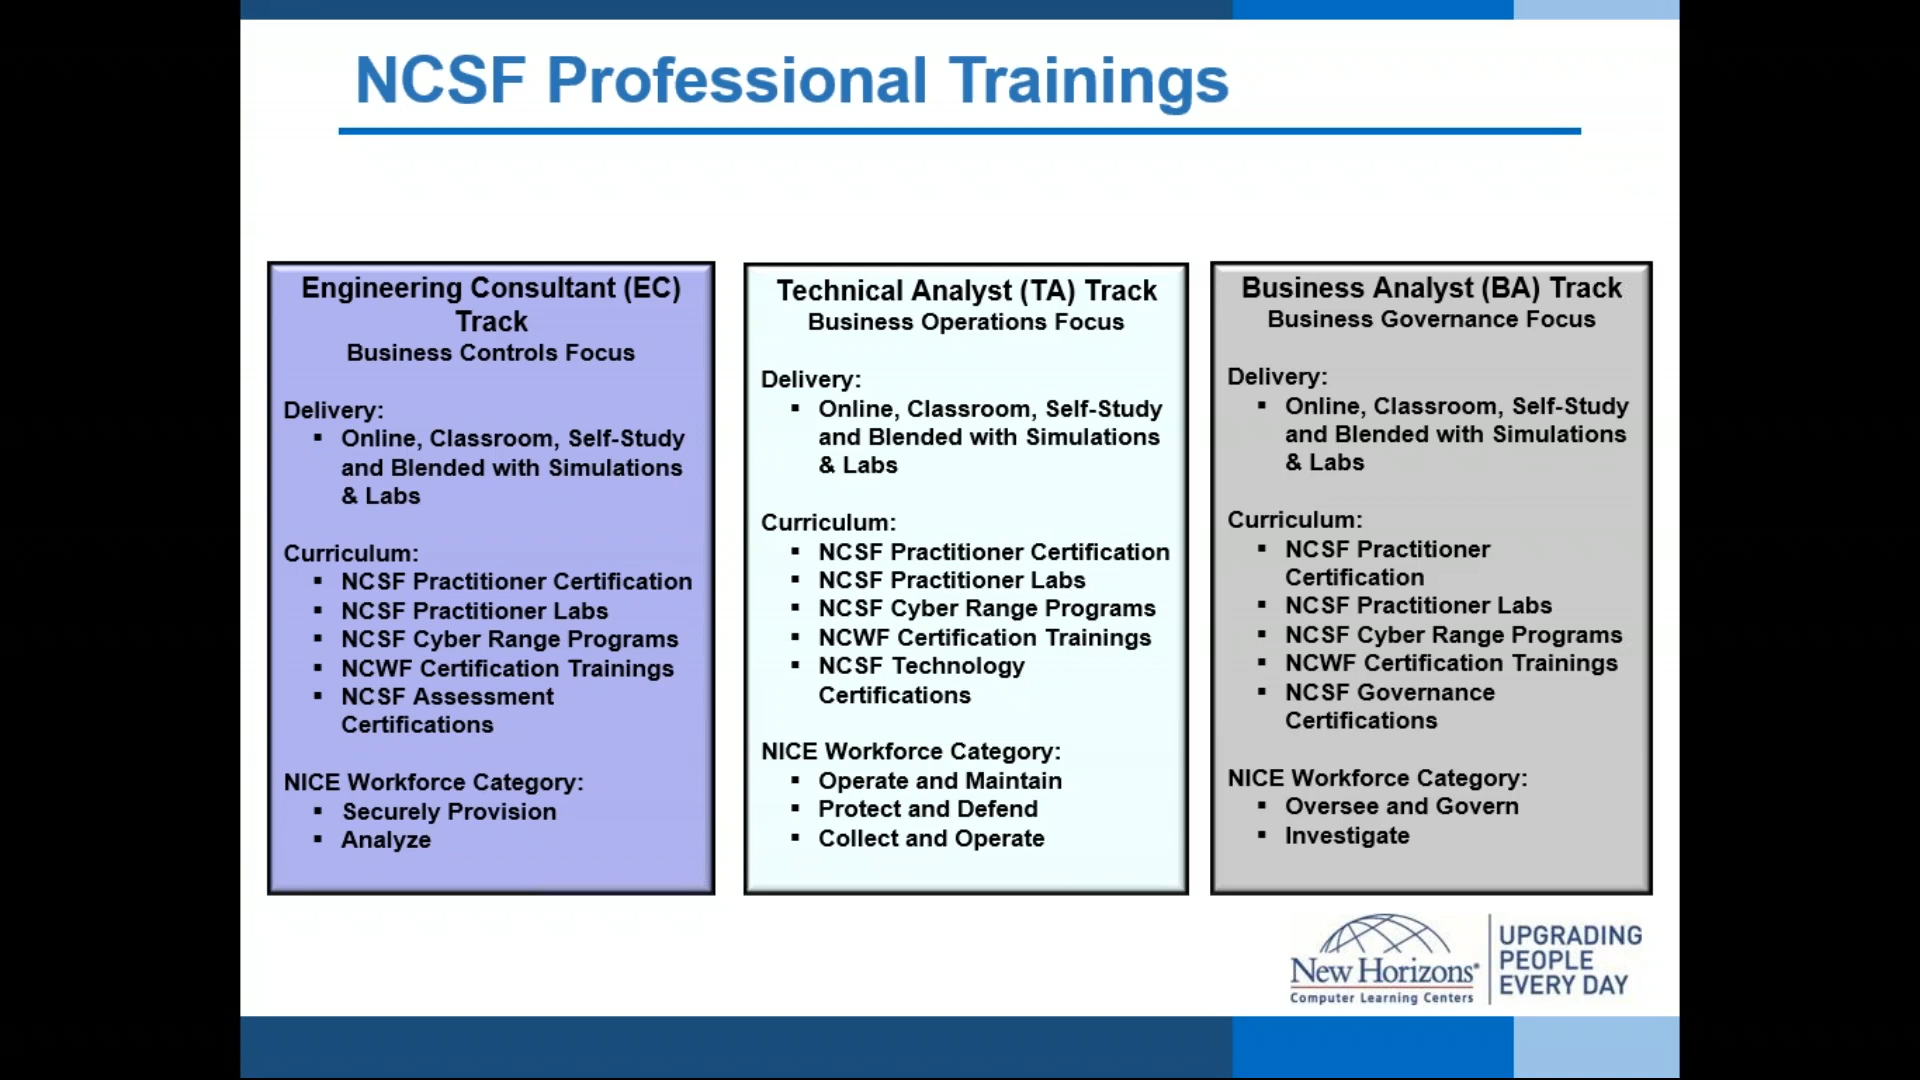 NCSF Professional Trainings
Engineering Consultant (EC)
Track
Business Controls Focus
Delivery:
▪ Online, Classroom, Self-Study
and Blended with Simulations
& Labs
Curriculum:
▪ NCSF Practitioner Certification
▪ NCSF Practitioner Labs
▪ NCSF Cyber Range Programs
▪ NCWF Certification Trainings
▪ NCSF Assessment
Certifications
NICE Workforce Category:
▪ Securely Provision
▪ Analyze
Technical Analyst (TA) Track
Business Operations Focus
Delivery:
▪ Online, Classroom, Self-Study
and Blended with Simulations
& Labs
Curriculum:
▪ NCSF Practitioner Certification
▪ NCSF Practitioner Labs
▪ NCSF Cyber Range Programs
▪ NCWF Certification Trainings
▪ NCSF Technology
Certifications
NICE Workforce Category:
▪ Operate and Maintain
▪ Protect and Defend
▪ Collect and Operate
Business Analyst (BA) Track
Business Governance Focus
Delivery:
▪ Online, Classroom, Self-Study
and Blended with Simulations
& Labs
Curriculum:
▪ NCSF Practitioner
Certification
▪ NCSF Practitioner Labs
▪ NCSF Cyber Range Programs
▪ NCWF Certification Trainings
▪ NCSF Governance
Certifications
NICE Workforce Category:
▪ Oversee and Govern
▪ Investigate
New Horizons®
Computer Learning Centers
UPGRADING
PEOPLE
EVERY DAY